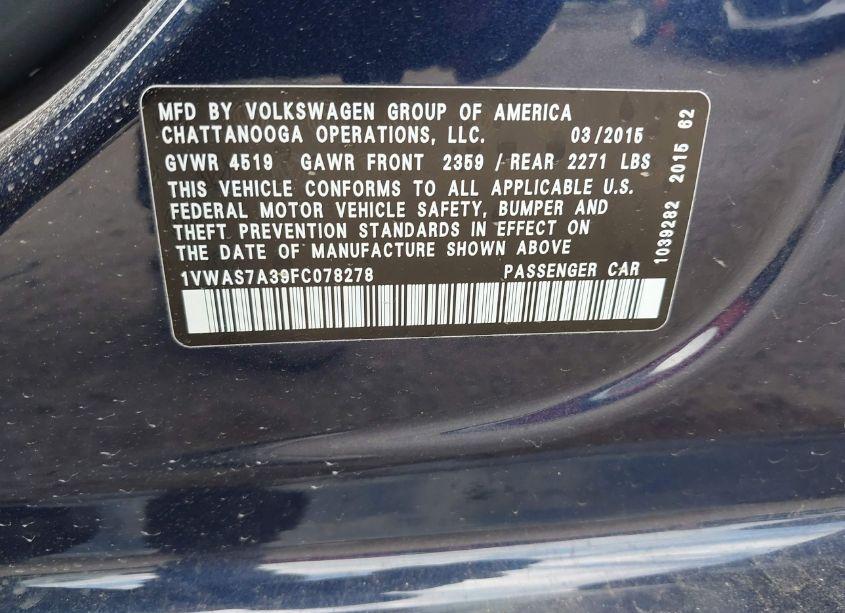 MFD BY VOLKSWAGEN GROUP OF AMERICA
CHATTANOOGA OPERATIONS, LLC. 03/2015
GVWR 4519 GAWR FRONT 2359 / REAR 2271 LBS
THIS VEHICLE CONFORMS TO ALL APPLICABLE U.S.
FEDERAL MOTOR VEHICLE SAFETY, BUMPER AND
THEFT PREVENTION STANDARDS IN EFFECT ON
THE DATE OF MANUFACTURE SHOWN ABOVE
1VWAS7A39FC078278 PASSENGER CAR
1039282 2015 62